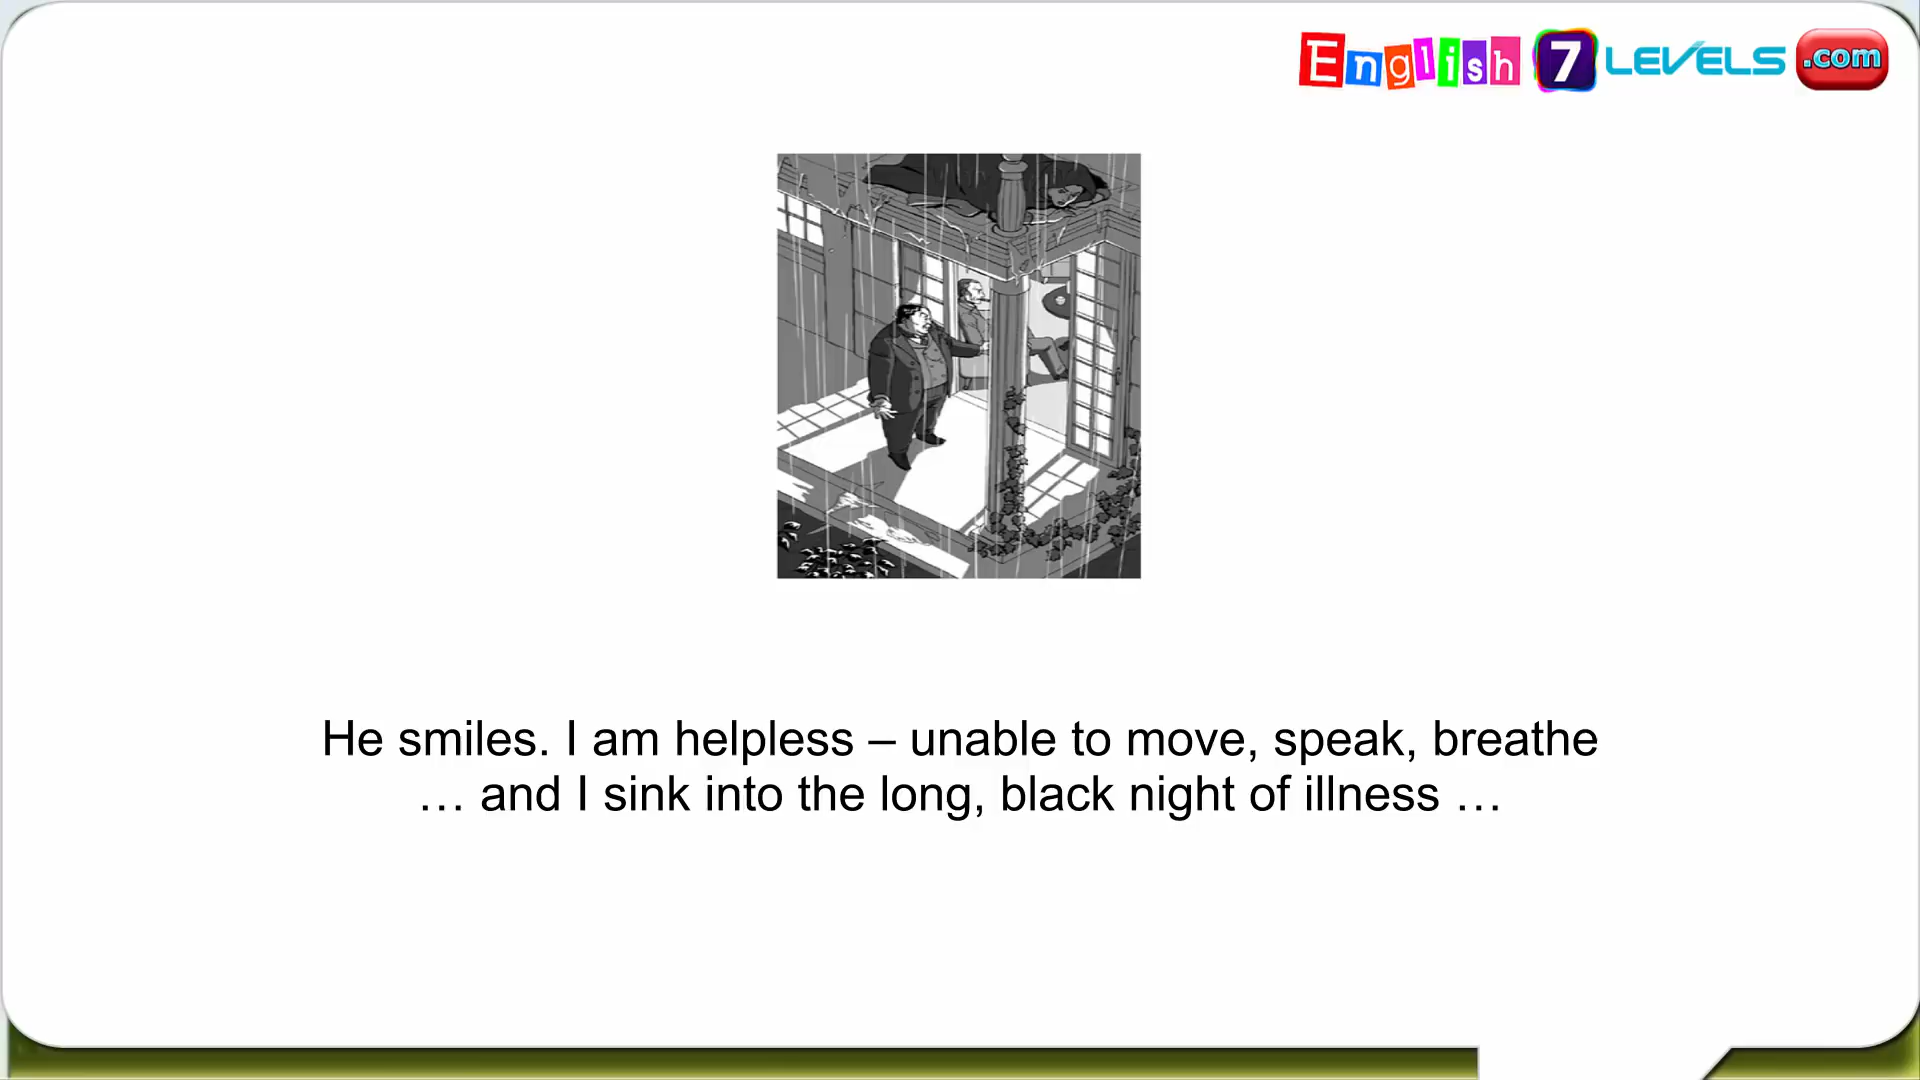 English 7 LEVELS .com
He smiles. I am helpless – unable to move, speak, breathe
… and I sink into the long, black night of illness …